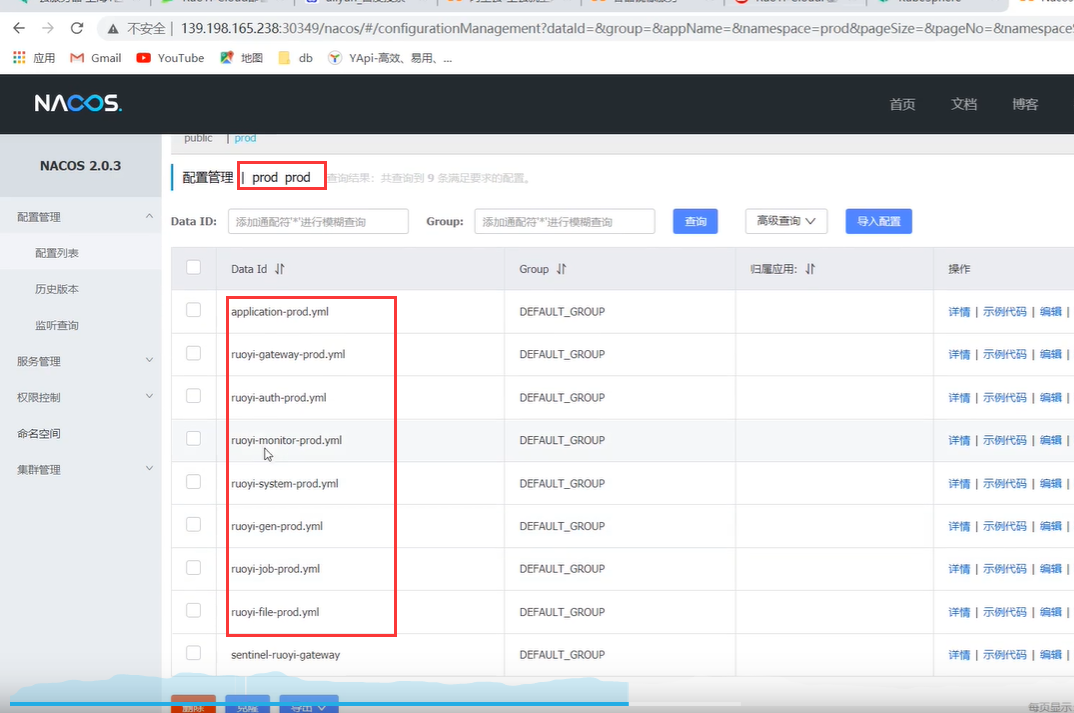 不安全 | 139.198.165.238:30349/nacos/#/configurationManagement?dataId=&group=&appName=&namespace=prod&pageSize=&pageNo=&namespaceS
应用 Gmail YouTube 地图 db YApi-高效、易用、...
NACOS. 首页 文档 博客
public | prod
NACOS 2.0.3
配置管理 | prod prod 查询结果：共查询到 9 条满足要求的配置。
配置管理
Data ID: 添加通配符'*'进行模糊查询 Group: 添加通配符'*'进行模糊查询 查询 高级查询 导入配置
配置列表
Data Id Group 归属应用: 操作
历史版本
application-prod.yml DEFAULT_GROUP 详情 | 示例代码 | 编辑 |
监听查询
ruoyi-gateway-prod.yml DEFAULT_GROUP 详情 | 示例代码 | 编辑 |
服务管理
ruoyi-auth-prod.yml DEFAULT_GROUP 详情 | 示例代码 | 编辑 |
权限控制
命名空间
ruoyi-monitor-prod.yml DEFAULT_GROUP 详情 | 示例代码 | 编辑 |
集群管理
ruoyi-system-prod.yml DEFAULT_GROUP 详情 | 示例代码 | 编辑 |
ruoyi-gen-prod.yml DEFAULT_GROUP 详情 | 示例代码 | 编辑 |
ruoyi-job-prod.yml DEFAULT_GROUP 详情 | 示例代码 | 编辑 |
ruoyi-file-prod.yml DEFAULT_GROUP 详情 | 示例代码 | 编辑 |
sentinel-ruoyi-gateway DEFAULT_GROUP 详情 | 示例代码 | 编辑 |
删除 克隆 导出 每页显示